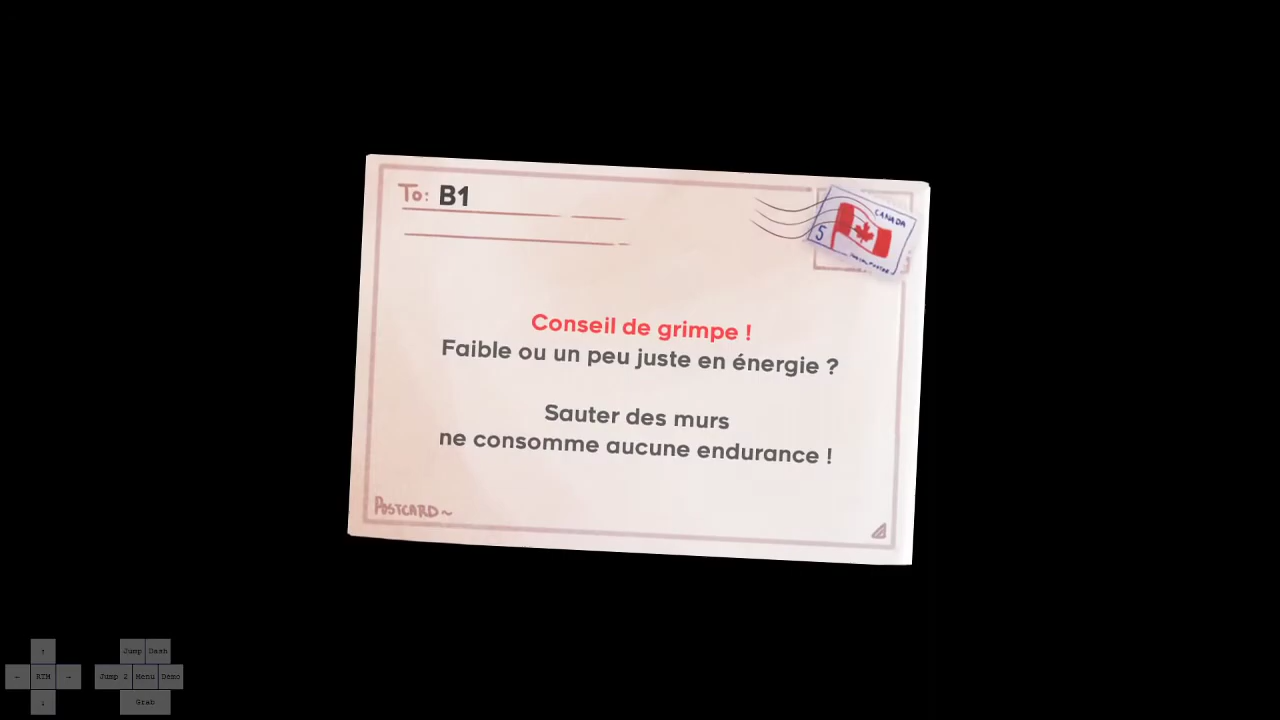 To: B1
CANADA
5
Conseil de grimpe !
Faible ou un peu juste en énergie ?
Sauter des murs
ne consomme aucune endurance !
POSTCARD~
↑
← RTM →
↓
Jump Dash
Jump 2 Menu Demo
Grab